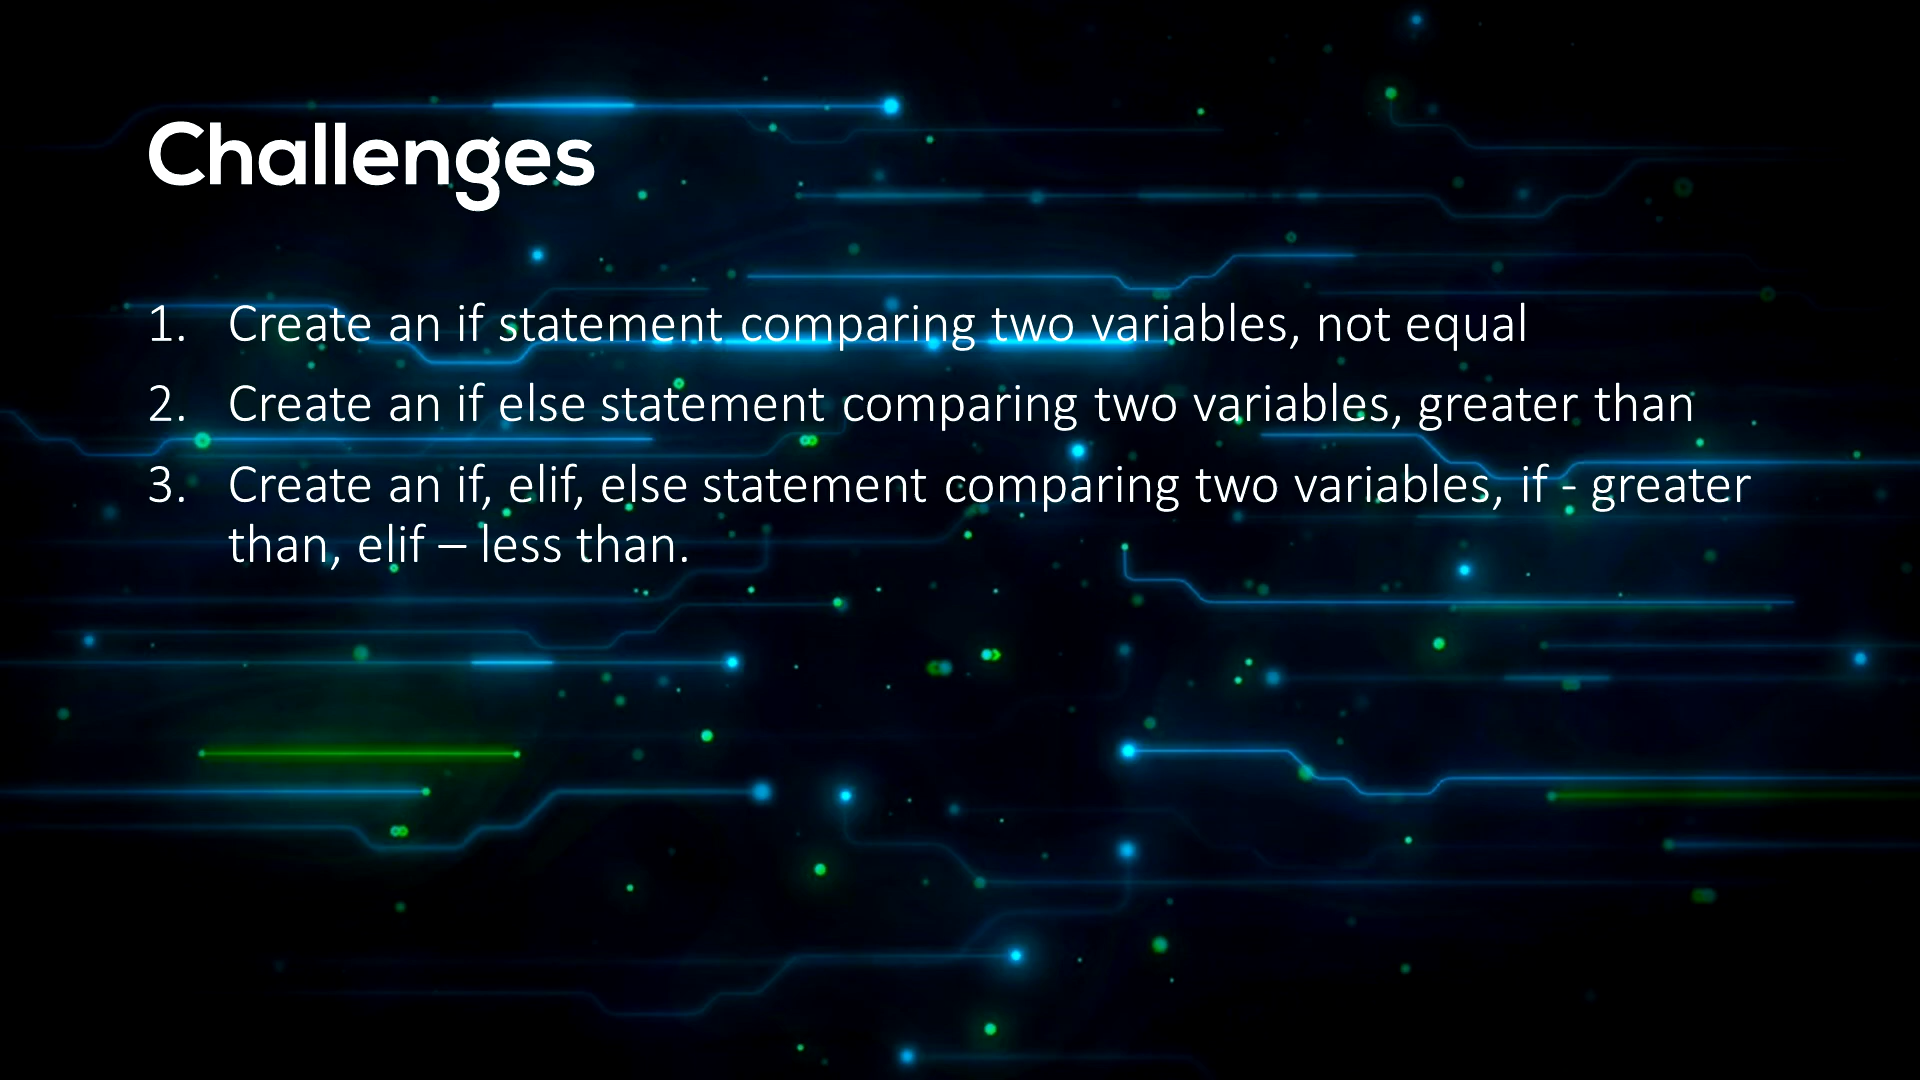 Challenges
1. Create an if statement comparing two variables, not equal
2. Create an if else statement comparing two variables, greater than
3. Create an if, elif, else statement comparing two variables, if - greater
than, elif – less than.